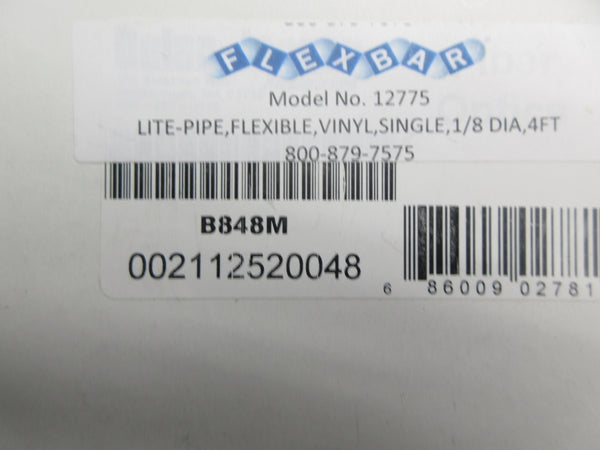 FLEXBAR
Model No. 12775
LITE-PIPE,FLEXIBLE,VINYL,SINGLE,1/8 DIA,4FT
800-879-7575
B848M
002112520048
6 86009 02781